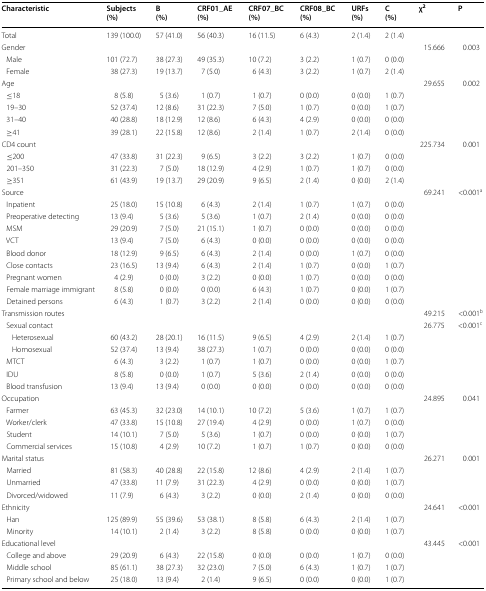 Characteristic Subjects (%) B (%) CRF01_AE (%) CRF07_BC (%) CRF08_BC (%) URFs (%) C (%) χ² P
Total 139 (100.0) 57 (41.0) 56 (40.3) 16 (11.5) 6 (4.3) 2 (1.4) 2 (1.4)
Gender 15.666 0.003
Male 101 (72.7) 38 (27.3) 49 (35.3) 10 (7.2) 3 (2.2) 1 (0.7) 0 (0.0)
Female 38 (27.3) 19 (13.7) 7 (5.0) 6 (4.3) 3 (2.2) 1 (0.7) 2 (1.4)
Age 29.655 0.002
≤18 8 (5.8) 5 (3.6) 1 (0.7) 1 (0.7) 0 (0.0) 0 (0.0) 1 (0.7)
19–30 52 (37.4) 12 (8.6) 31 (22.3) 7 (5.0) 1 (0.7) 0 (0.0) 1 (0.7)
31–40 40 (28.8) 18 (12.9) 12 (8.6) 6 (4.3) 4 (2.9) 0 (0.0) 0 (0.0)
≥41 39 (28.1) 22 (15.8) 12 (8.6) 2 (1.4) 1 (0.7) 2 (1.4) 0 (0.0)
CD4 count 225.734 0.001
≤200 47 (33.8) 31 (22.3) 9 (6.5) 3 (2.2) 3 (2.2) 1 (0.7) 0 (0.0)
201–350 31 (22.3) 7 (5.0) 18 (12.9) 4 (2.9) 1 (0.7) 1 (0.7) 0 (0.0)
≥351 61 (43.9) 19 (13.7) 29 (20.9) 9 (6.5) 2 (1.4) 0 (0.0) 2 (1.4)
Source 69.241 <0.001ᵃ
Inpatient 25 (18.0) 15 (10.8) 6 (4.3) 2 (1.4) 1 (0.7) 1 (0.7) 0 (0.0)
Preoperative detecting 13 (9.4) 5 (3.6) 5 (3.6) 1 (0.7) 2 (1.4) 0 (0.0) 0 (0.0)
MSM 29 (20.9) 7 (5.0) 21 (15.1) 1 (0.7) 0 (0.0) 0 (0.0) 0 (0.0)
VCT 13 (9.4) 7 (5.0) 6 (4.3) 0 (0.0) 0 (0.0) 0 (0.0) 0 (0.0)
Blood donor 18 (12.9) 9 (6.5) 6 (4.3) 2 (1.4) 0 (0.0) 1 (0.7) 0 (0.0)
Close contacts 23 (16.5) 13 (9.4) 6 (4.3) 2 (1.4) 1 (0.7) 0 (0.0) 1 (0.7)
Pregnant women 4 (2.9) 0 (0.0) 3 (2.2) 0 (0.0) 1 (0.7) 0 (0.0) 0 (0.0)
Female marriage immigrant 8 (5.8) 0 (0.0) 0 (0.0) 6 (4.3) 1 (0.7) 0 (0.0) 1 (0.7)
Detained persons 6 (4.3) 1 (0.7) 3 (2.2) 2 (1.4) 0 (0.0) 0 (0.0) 0 (0.0)
Transmission routes 49.215 <0.001ᵇ
Sexual contact 26.775 <0.001ᶜ
Heterosexual 60 (43.2) 28 (20.1) 16 (11.5) 9 (6.5) 4 (2.9) 2 (1.4) 1 (0.7)
Homosexual 52 (37.4) 13 (9.4) 38 (27.3) 1 (0.7) 0 (0.0) 0 (0.0) 0 (0.0)
MTCT 6 (4.3) 3 (2.2) 1 (0.7) 1 (0.7) 0 (0.0) 0 (0.0) 1 (0.7)
IDU 8 (5.8) 0 (0.0) 1 (0.7) 5 (3.6) 2 (1.4) 0 (0.0) 0 (0.0)
Blood transfusion 13 (9.4) 13 (9.4) 0 (0.0) 0 (0.0) 0 (0.0) 0 (0.0) 0 (0.0)
Occupation 24.895 0.041
Farmer 63 (45.3) 32 (23.0) 14 (10.1) 10 (7.2) 5 (3.6) 1 (0.7) 1 (0.7)
Worker/clerk 47 (33.8) 15 (10.8) 27 (19.4) 4 (2.9) 0 (0.0) 1 (0.7) 0 (0.0)
Student 14 (10.1) 7 (5.0) 5 (3.6) 1 (0.7) 0 (0.0) 0 (0.0) 1 (0.7)
Commercial services 15 (10.8) 4 (2.9) 10 (7.2) 1 (0.7) 1 (0.7) 0 (0.0) 0 (0.0)
Marital status 26.271 0.001
Married 81 (58.3) 40 (28.8) 22 (15.8) 12 (8.6) 4 (2.9) 2 (1.4) 1 (0.7)
Unmarried 47 (33.8) 11 (7.9) 31 (22.3) 4 (2.9) 0 (0.0) 0 (0.0) 1 (0.7)
Divorced/widowed 11 (7.9) 6 (4.3) 3 (2.2) 0 (0.0) 2 (1.4) 0 (0.0) 0 (0.0)
Ethnicity 24.641 <0.001
Han 125 (89.9) 55 (39.6) 53 (38.1) 8 (5.8) 6 (4.3) 2 (1.4) 1 (0.7)
Minority 14 (10.1) 2 (1.4) 3 (2.2) 8 (5.8) 0 (0.0) 0 (0.0) 1 (0.7)
Educational level 43.445 <0.001
College and above 29 (20.9) 6 (4.3) 22 (15.8) 0 (0.0) 0 (0.0) 1 (0.7) 0 (0.0)
Middle school 85 (61.1) 38 (27.3) 32 (23.0) 7 (5.0) 6 (4.3) 1 (0.7) 1 (0.7)
Primary school and below 25 (18.0) 13 (9.4) 2 (1.4) 9 (6.5) 0 (0.0) 0 (0.0) 1 (0.7)